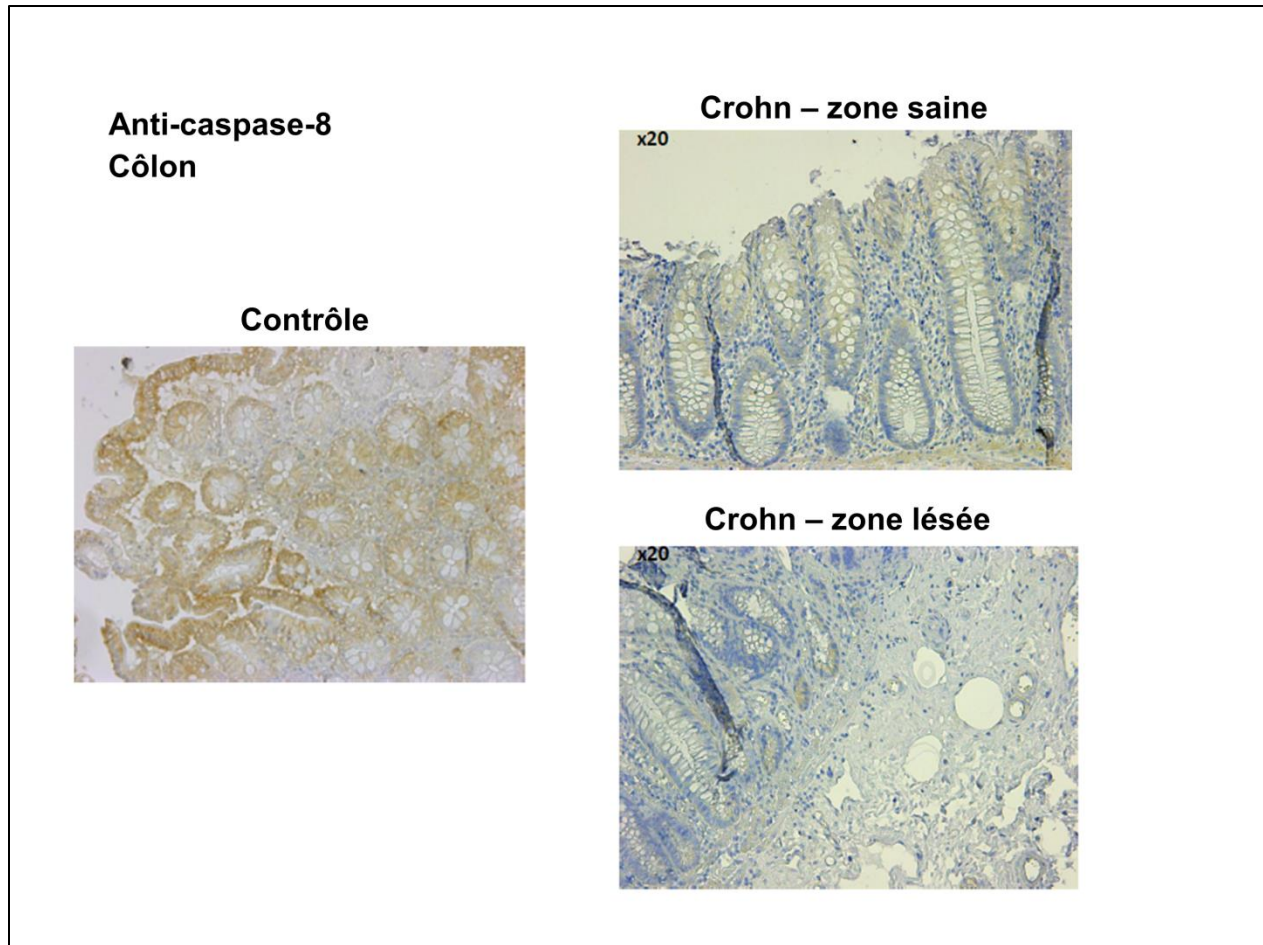 Anti-caspase-8
Côlon
Contrôle
Crohn – zone saine
x20
Crohn – zone lésée
x20